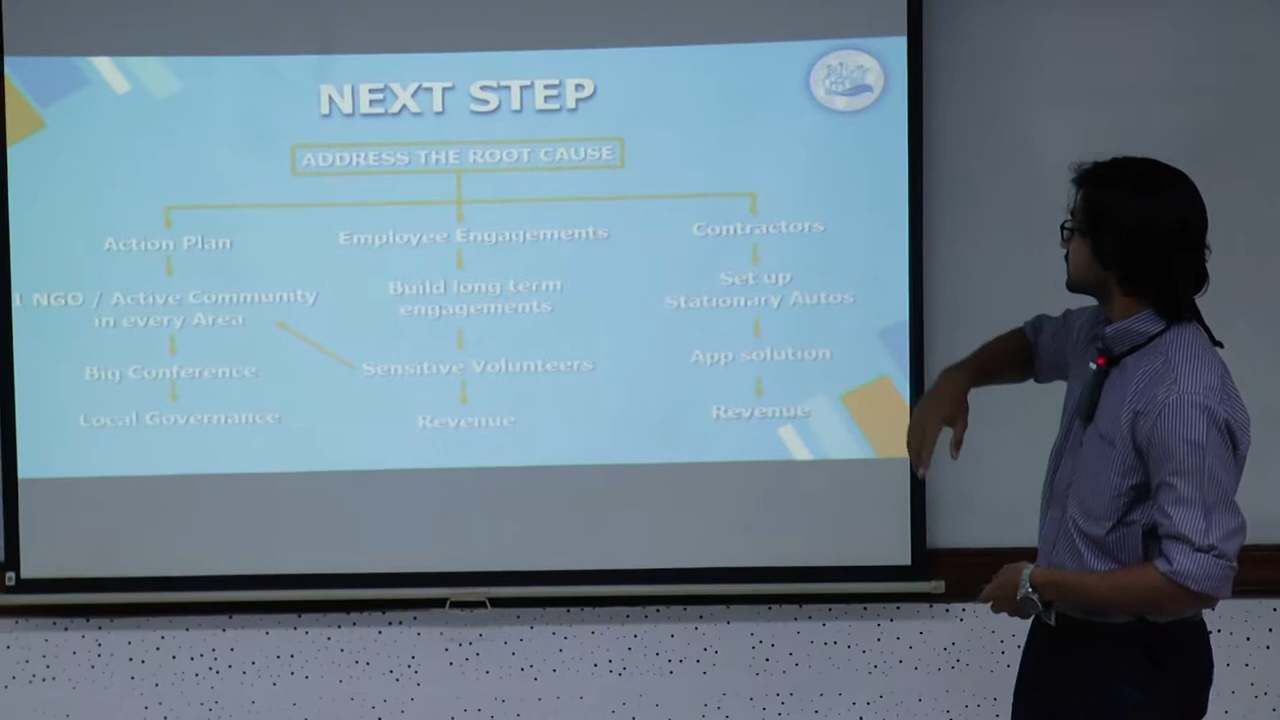 NEXT STEP
ADDRESS THE ROOT CAUSE
Action Plan
1 NGO / Active Community
in every Area
Big Conference
Local Governance
Employee Engagements
Build long term
engagements
Sensitive Volunteers
Revenue
Contractors
Set up
Stationary Autos
App solution
Revenue